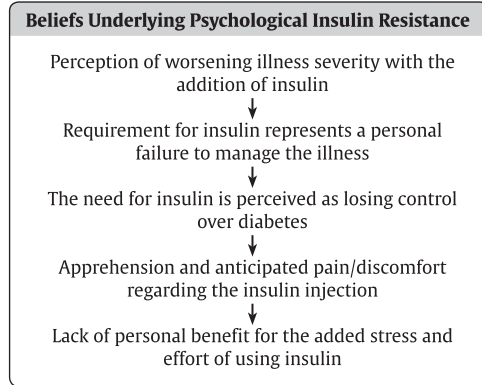 Beliefs Underlying Psychological Insulin Resistance
Perception of worsening illness severity with the
addition of insulin
Requirement for insulin represents a personal
failure to manage the illness
The need for insulin is perceived as losing control
over diabetes
Apprehension and anticipated pain/discomfort
regarding the insulin injection
Lack of personal benefit for the added stress and
effort of using insulin